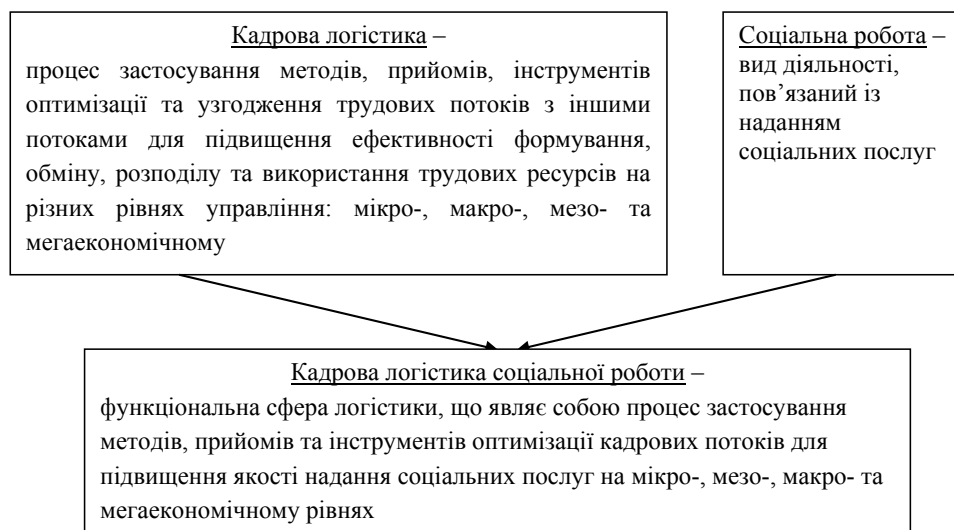 Кадрова логістика –
процес застосування методів, прийомів, інструментів
оптимізації та узгодження трудових потоків з іншими
потоками для підвищення ефективності формування,
обміну, розподілу та використання трудових ресурсів на
різних рівнях управління: мікро-, макро-, мезо- та
мегаекономічному
Соціальна робота –
вид діяльності,
пов’язаний із
наданням
соціальних послуг
Кадрова логістика соціальної роботи –
функціональна сфера логістики, що являє собою процес застосування
методів, прийомів та інструментів оптимізації кадрових потоків для
підвищення якості надання соціальних послуг на мікро-, мезо-, макро- та
мегаекономічному рівнях